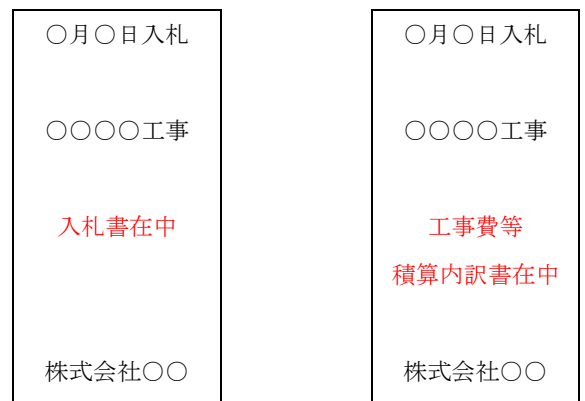 ○月○日入札
○○○○工事
入札書在中
株式会社○○
○月○日入札
○○○○工事
工事費等
積算内訳書在中
株式会社○○